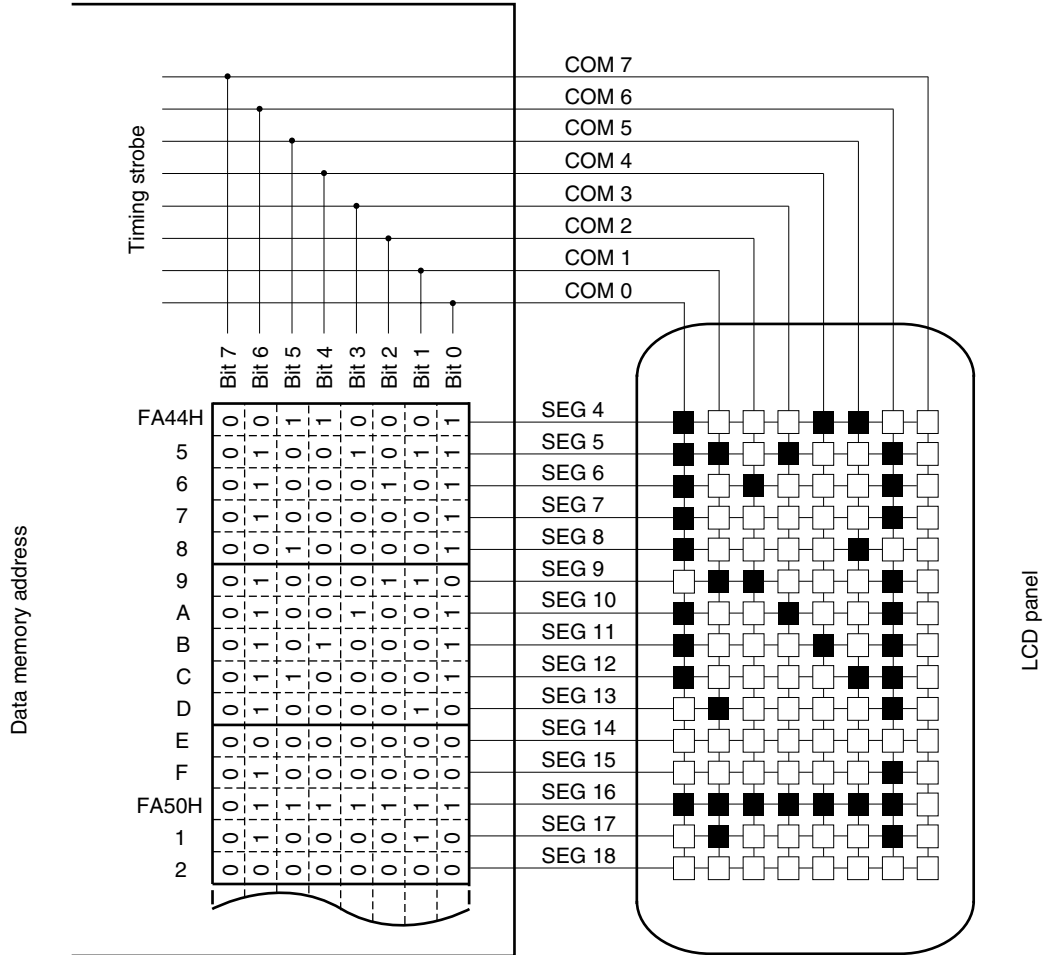 COM 7
COM 6
COM 5
COM 4
COM 3
COM 2
COM 1
COM 0
Timing strobe
Bit 7 Bit 6 Bit 5 Bit 4 Bit 3 Bit 2 Bit 1 Bit 0
Data memory address
FA44H 0 0 1 1 0 0 0 1 SEG 4
5 0 1 0 0 1 0 1 1 SEG 5
6 0 1 0 0 0 1 0 1 SEG 6
7 0 1 0 0 0 0 0 1 SEG 7
8 0 0 1 0 0 0 0 1 SEG 8
9 0 1 0 0 0 1 1 0 SEG 9
A 0 1 0 0 1 0 0 1 SEG 10
B 0 1 0 1 0 0 0 1 SEG 11
C 0 1 1 0 0 0 0 1 SEG 12
D 0 1 0 0 0 0 1 0 SEG 13
E 0 0 0 0 0 0 0 0 SEG 14
F 0 1 0 0 0 0 0 0 SEG 15
FA50H 0 1 1 1 1 1 1 1 SEG 16
1 0 1 0 0 0 0 1 0 SEG 17
2 0 0 0 0 0 0 0 0 SEG 18
LCD panel